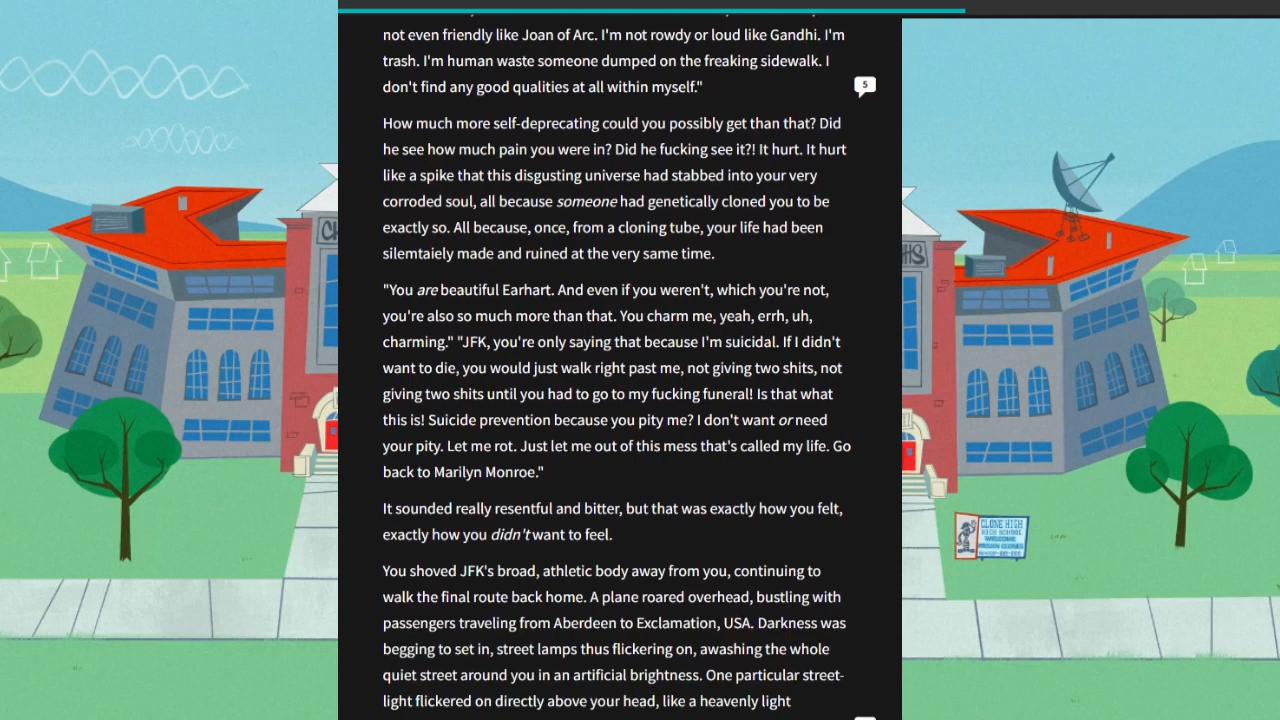 not even friendly like Joan of Arc. I'm not rowdy or loud like Gandhi. I'm
trash. I'm human waste someone dumped on the freaking sidewalk. I
don't find any good qualities at all within myself."
5
How much more self-deprecating could you possibly get than that? Did
he see how much pain you were in? Did he fucking see it?! It hurt. It hurt
like a spike that this disgusting universe had stabbed into your very
corroded soul, all because someone had genetically cloned you to be
exactly so. All because, once, from a cloning tube, your life had been
silemtaiely made and ruined at the very same time.
"You are beautiful Earhart. And even if you weren't, which you're not,
you're also so much more than that. You charm me, yeah, errh, uh,
charming." "JFK, you're only saying that because I'm suicidal. If I didn't
want to die, you would just walk right past me, not giving two shits, not
giving two shits until you had to go to my fucking funeral! Is that what
this is! Suicide prevention because you pity me? I don't want or need
your pity. Let me rot. Just let me out of this mess that's called my life. Go
back to Marilyn Monroe."
It sounded really resentful and bitter, but that was exactly how you felt,
exactly how you didn't want to feel.
You shoved JFK's broad, athletic body away from you, continuing to
walk the final route back home. A plane roared overhead, bustling with
passengers traveling from Aberdeen to Exclamation, USA. Darkness was
begging to set in, street lamps thus flickering on, awashing the whole
quiet street around you in an artificial brightness. One particular street-
light flickered on directly above your head, like a heavenly light
CLONE HIGH
HIGH SCHOOL
WELCOME